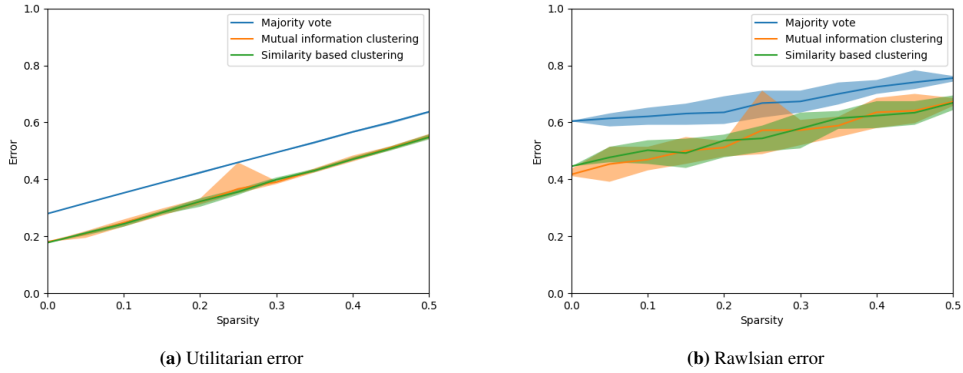 1.0
0.8
0.6
0.4
0.2
0.0
Error
Majority vote
Mutual information clustering
Similarity based clustering
0.0 0.1 0.2 0.3 0.4 0.5
Sparsity
(a) Utilitarian error
1.0
0.8
0.6
0.4
0.2
0.0
Error
Majority vote
Mutual information clustering
Similarity based clustering
0.0 0.1 0.2 0.3 0.4 0.5
Sparsity
(b) Rawlsian error